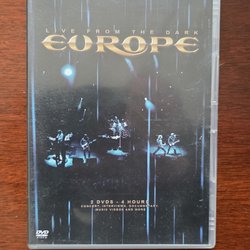 LIVE FROM THE DARK
EUROPE
2 DVDS - 4 HOURS
CONCERT, INTERVIEWS, DOCUMENTARY,
MUSIC VIDEOS AND MORE
DVD